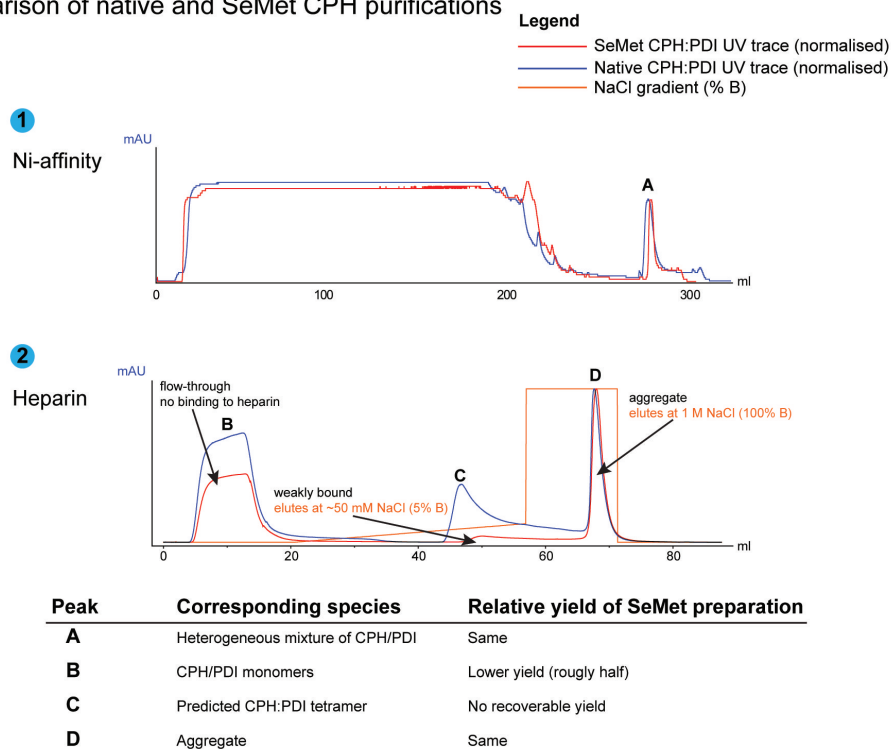 arison of native and SeMet CPH purifications
Legend
SeMet CPH:PDI UV trace (normalised)
Native CPH:PDI UV trace (normalised)
NaCl gradient (% B)
1
Ni-affinity
mAU
A
ml
0 100 200 300
2
Heparin
mAU
flow-through
no binding to heparin
B
weakly bound
elutes at ~50 mM NaCl (5% B)
C
D
aggregate
elutes at 1 M NaCl (100% B)
ml
0 20 40 60 80
Peak Corresponding species Relative yield of SeMet preparation
A Heterogeneous mixture of CPH/PDI Same
B CPH/PDI monomers Lower yield (rougly half)
C Predicted CPH:PDI tetramer No recoverable yield
D Aggregate Same